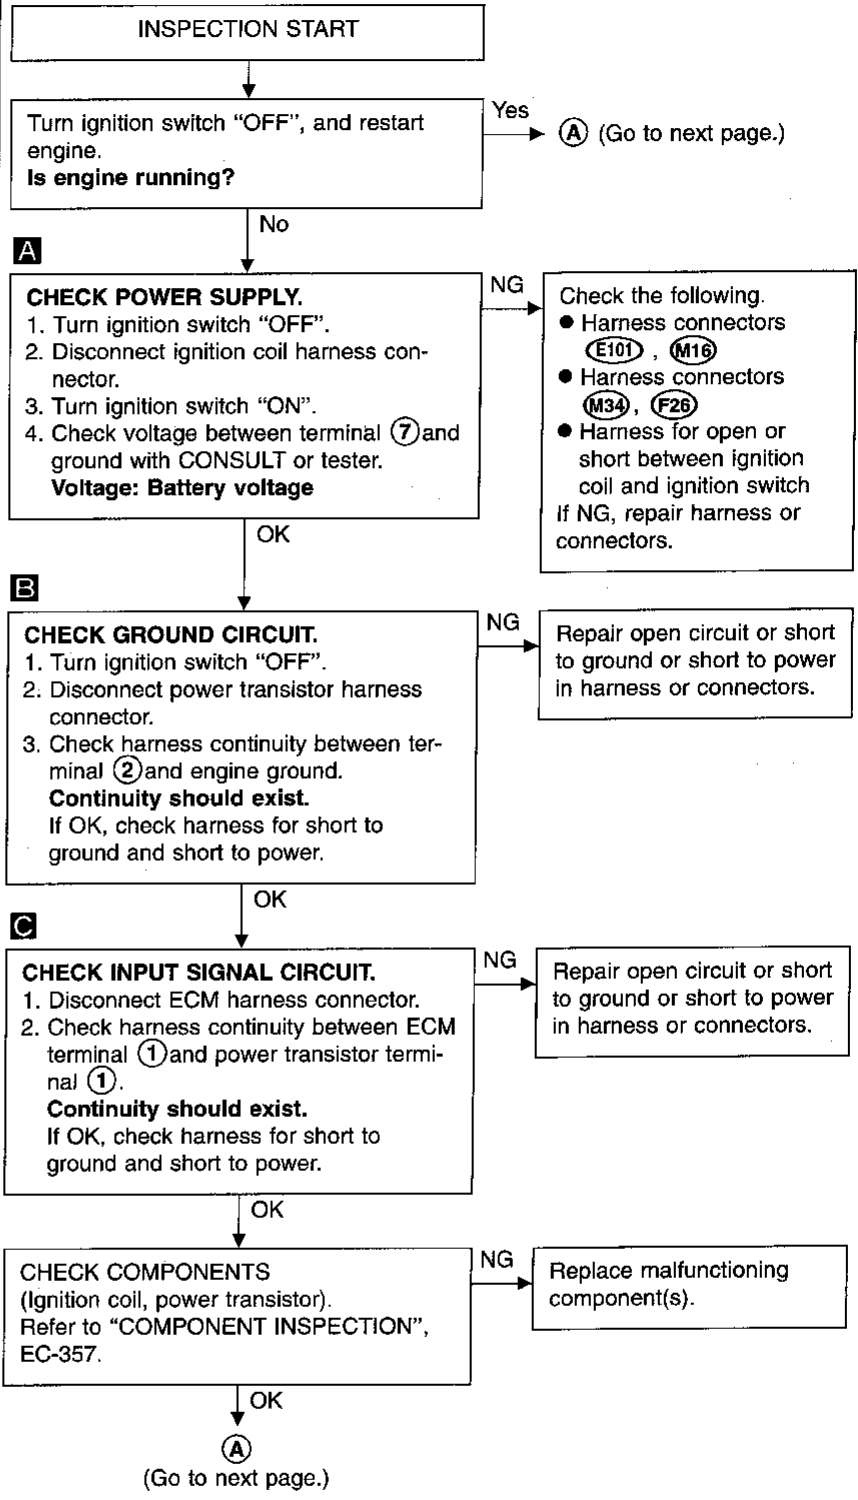 INSPECTION START
Turn ignition switch “OFF”, and restart
engine.
Is engine running?
Yes
A (Go to next page.)
No
A
CHECK POWER SUPPLY.
1. Turn ignition switch “OFF”.
2. Disconnect ignition coil harness con-
nector.
3. Turn ignition switch “ON”.
4. Check voltage between terminal 7 and
ground with CONSULT or tester.
Voltage: Battery voltage
NG
Check the following.
● Harness connectors
E101 , M16
● Harness connectors
M34 , F26
● Harness for open or
short between ignition
coil and ignition switch
If NG, repair harness or
connectors.
OK
B
CHECK GROUND CIRCUIT.
1. Turn ignition switch “OFF”.
2. Disconnect power transistor harness
connector.
3. Check harness continuity between ter-
minal 2 and engine ground.
Continuity should exist.
If OK, check harness for short to
ground and short to power.
NG
Repair open circuit or short
to ground or short to power
in harness or connectors.
OK
C
CHECK INPUT SIGNAL CIRCUIT.
1. Disconnect ECM harness connector.
2. Check harness continuity between ECM
terminal 1 and power transistor termi-
nal 1 .
Continuity should exist.
If OK, check harness for short to
ground and short to power.
NG
Repair open circuit or short
to ground or short to power
in harness or connectors.
OK
CHECK COMPONENTS
(Ignition coil, power transistor).
Refer to “COMPONENT INSPECTION”,
EC-357.
NG
Replace malfunctioning
component(s).
OK
A
(Go to next page.)